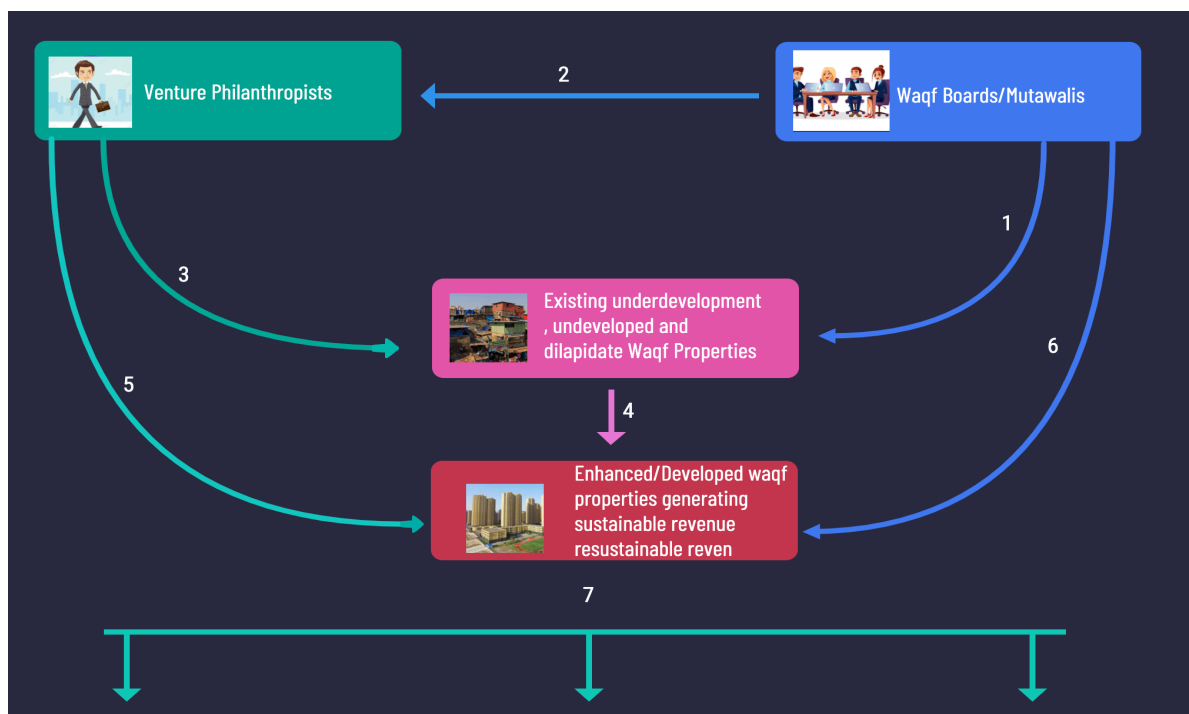 Venture Philanthropists
2
Waqf Boards/Mutawalis
1
3
Existing underdevelopment
, undeveloped and
dilapidate Waqf Properties
6
5
4
Enhanced/Developed waqf
properties generating
sustainable revenue
resustainable reven
7